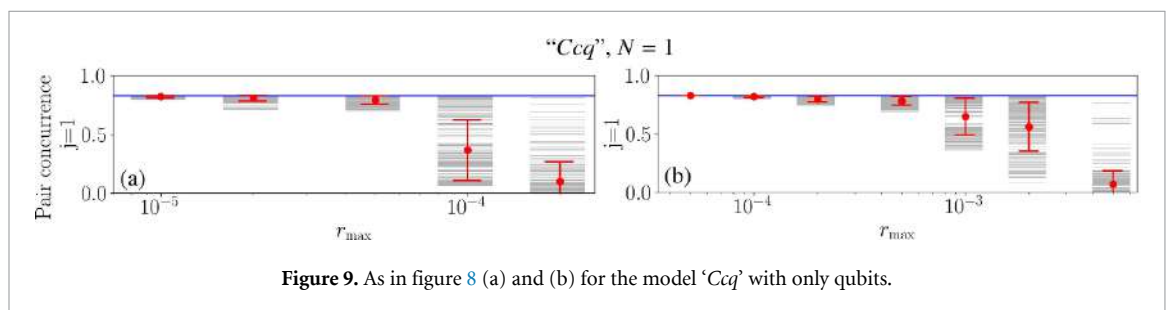 “Ccq”, N = 1
Pair concurrence
j=1
1.0
0.5
0.0
(a)
10⁻⁵
10⁻⁴
r_max
j=1
1.0
0.5
0.0
(b)
10⁻⁴
10⁻³
r_max
Figure 9. As in figure 8 (a) and (b) for the model ‘Ccq’ with only qubits.